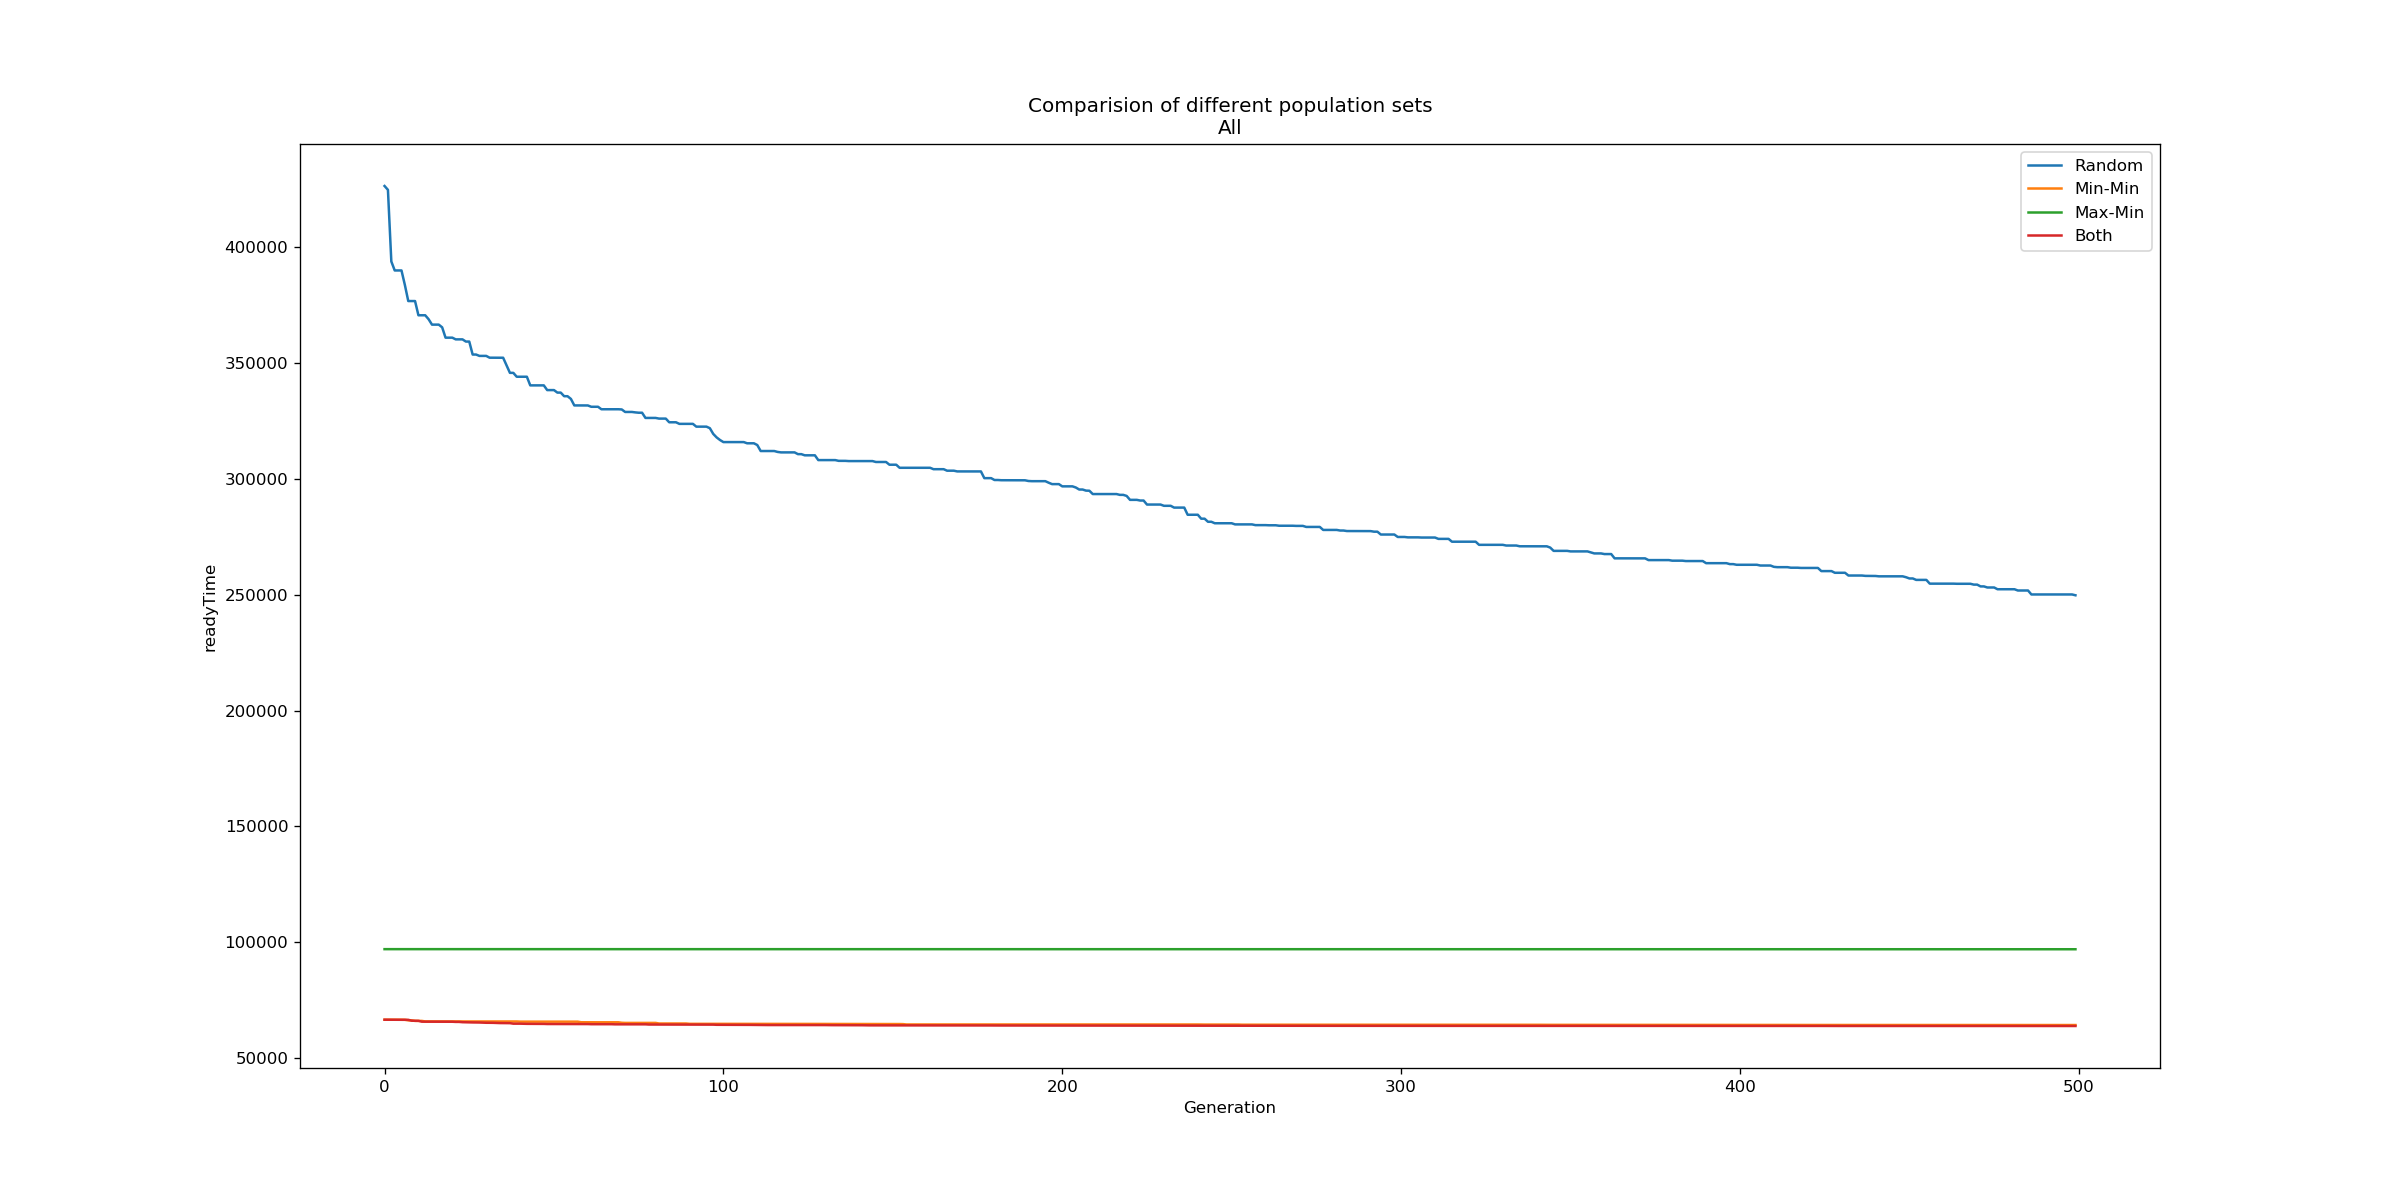 Comparision of different population sets
All
Random
Min-Min
Max-Min
Both
400000
350000
300000
250000
200000
150000
100000
50000
readyTime
0 100 200 300 400 500
Generation